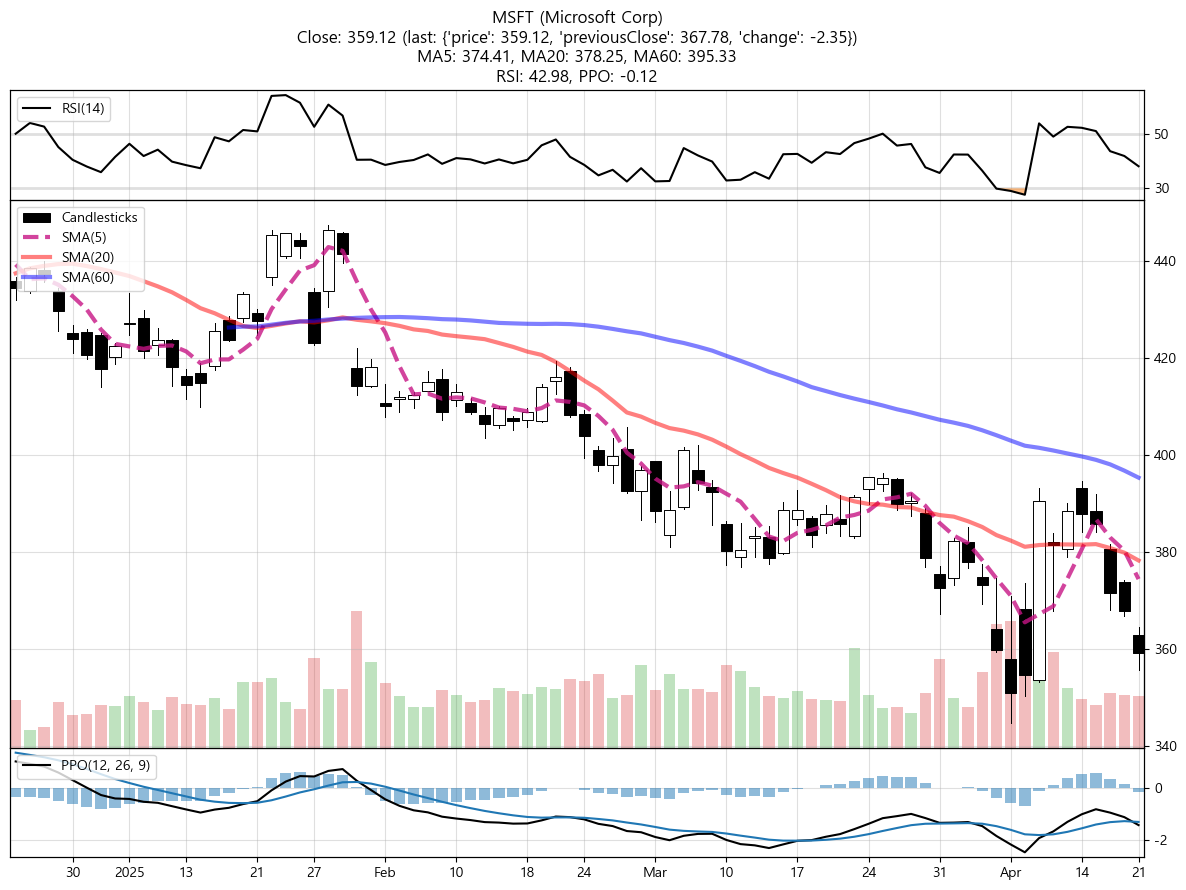 MSFT (Microsoft Corp)
Close: 359.12 (last: {'price': 359.12, 'previousClose': 367.78, 'change': -2.35})
MA5: 374.41, MA20: 378.25, MA60: 395.33
RSI: 42.98, PPO: -0.12
RSI(14)
50
30
Candlesticks
SMA(5)
SMA(20)
SMA(60)
440
420
400
380
360
340
PPO(12, 26, 9)
0
-2
30 2025 13 21 27 Feb 10 18 24 Mar 10 17 24 31 Apr 14 21